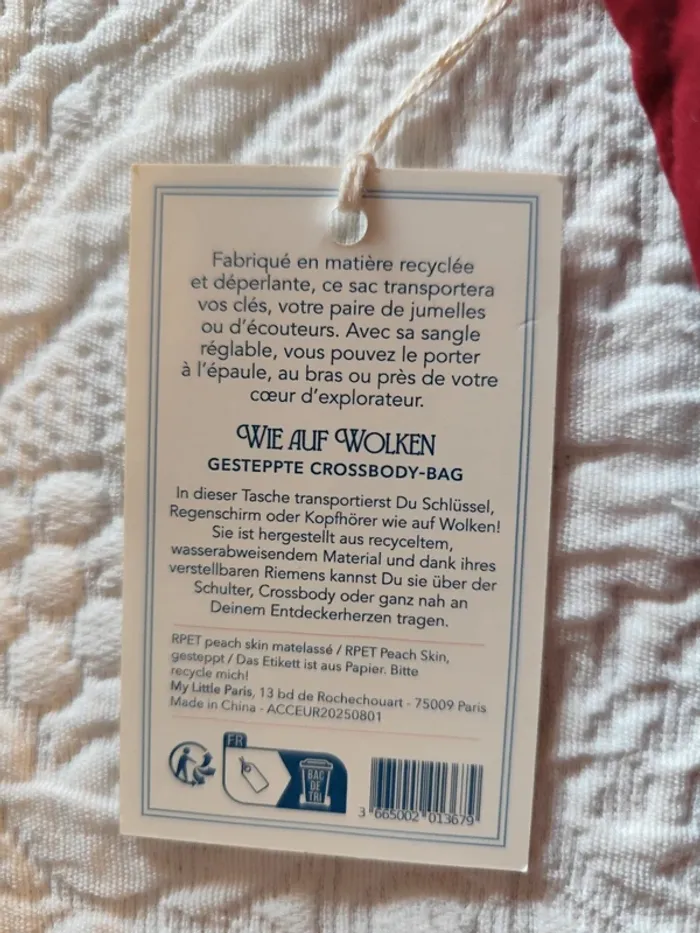 Fabriqué en matière recyclée
et déperlante, ce sac transportera
vos clés, votre paire de jumelles
ou d'écouteurs. Avec sa sangle
réglable, vous pouvez le porter
à l'épaule, au bras ou près de votre
cœur d'explorateur.
WIE AUF WOLKEN
GESTEPPTE CROSSBODY-BAG
In dieser Tasche transportierst Du Schlüssel,
Regenschirm oder Kopfhörer wie auf Wolken!
Sie ist hergestellt aus recyceltem,
wasserabweisendem Material und dank ihres
verstellbaren Riemens kannst Du sie über der
Schulter, Crossbody oder ganz nah an
Deinem Entdeckerherzen tragen.
RPET peach skin matelassé / RPET Peach Skin,
gesteppt / Das Etikett ist aus Papier. Bitte
recycle mich!
My Little Paris, 13 bd de Rochechouart - 75009 Paris
Made in China - ACCEUR20250801
FR
BAC
DE
TRI
3 665002 013679